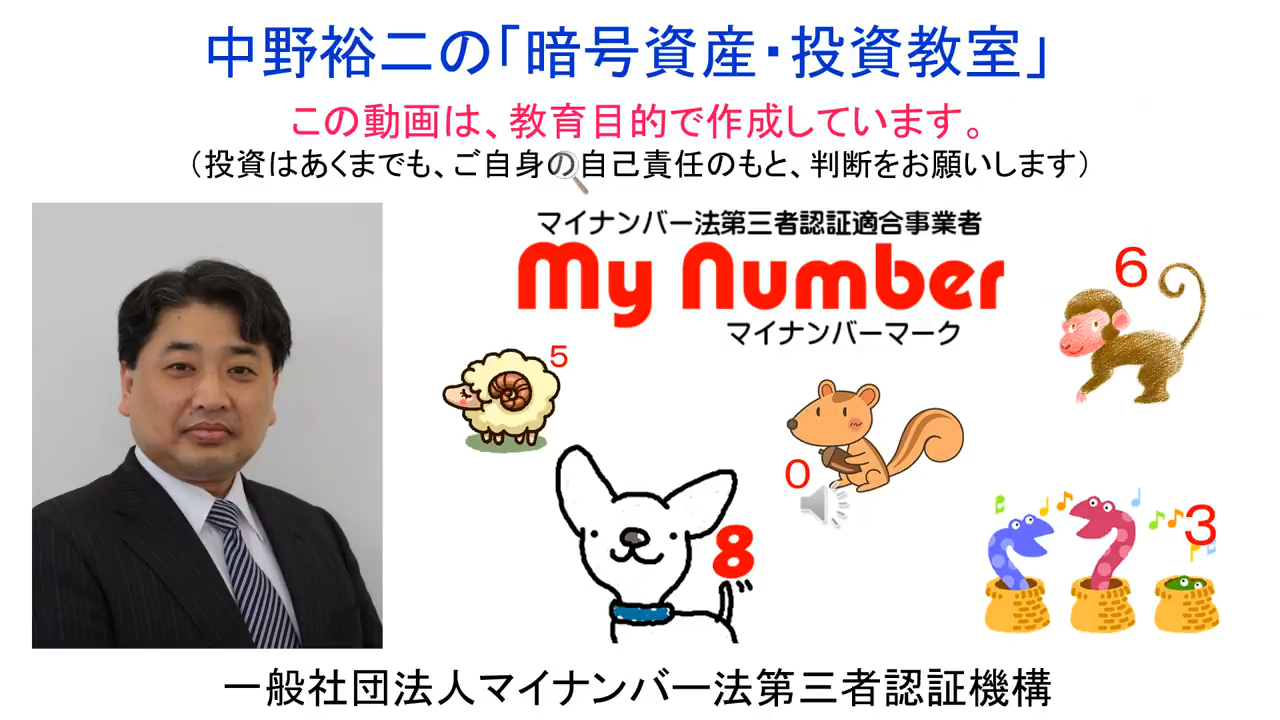 中野裕二の「暗号資産・投資教室」
この動画は、教育目的で作成しています。
（投資はあくまでも、ご自身の自己責任のもと、判断をお願いします）
マイナンバー法第三者認証適合事業者
My Number
マイナンバーマーク
6
5
0
8
3
一般社団法人マイナンバー法第三者認証機構